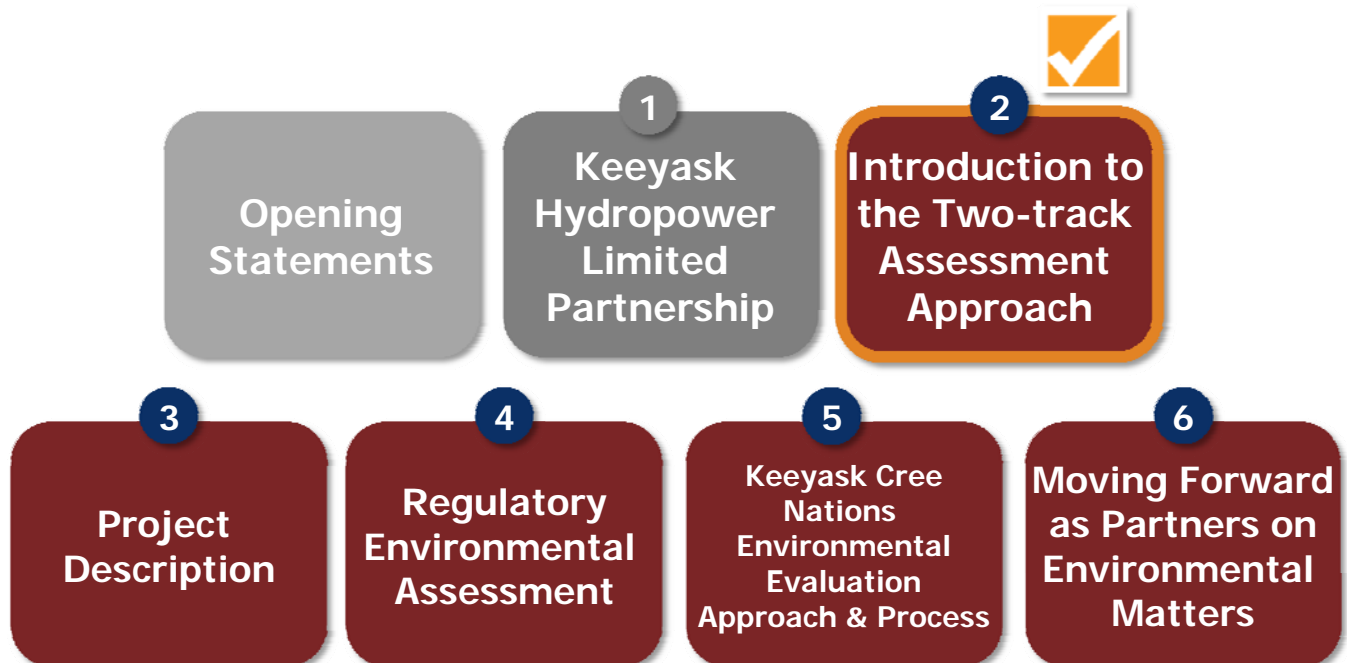 Opening
Statements
1
Keeyask
Hydropower
Limited
Partnership
2
Introduction to
the Two-track
Assessment
Approach
3
Project
Description
4
Regulatory
Environmental
Assessment
5
Keeyask Cree
Nations
Environmental
Evaluation
Approach & Process
6
Moving Forward
as Partners on
Environmental
Matters